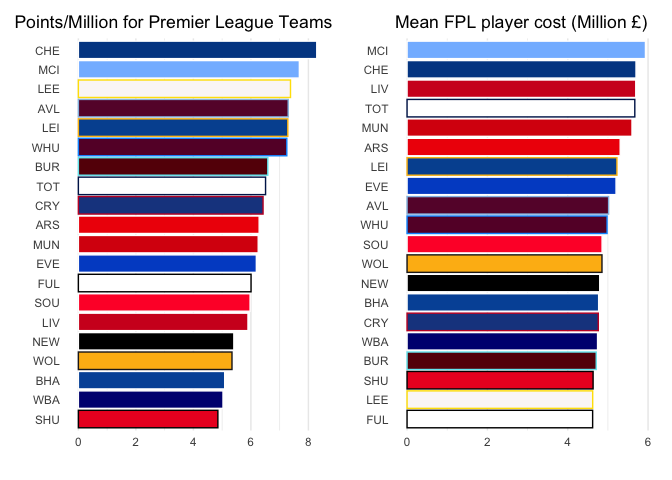 Points/Million for Premier League Teams
CHE
MCI
LEE
AVL
LEI
WHU
BUR
TOT
CRY
ARS
MUN
EVE
FUL
SOU
LIV
NEW
WOL
BHA
WBA
SHU
0 2 4 6 8
Mean FPL player cost (Million £)
MCI
CHE
LIV
TOT
MUN
ARS
LEI
EVE
AVL
WHU
SOU
WOL
NEW
BHA
CRY
WBA
BUR
SHU
LEE
FUL
0 2 4 6